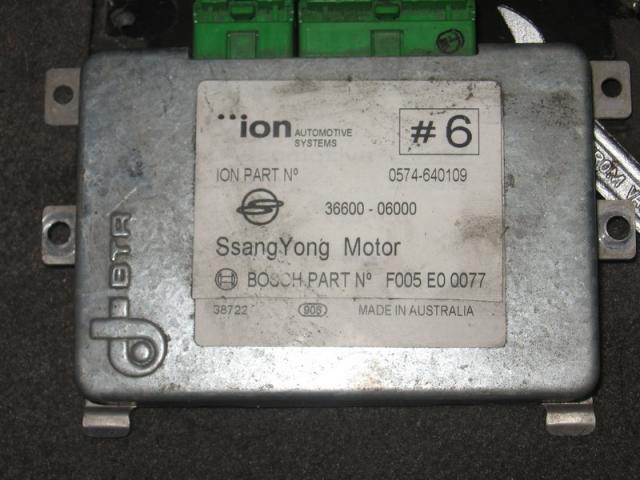 ion AUTOMOTIVE SYSTEMS
#6
ION PART Nº 0574-640109
36600 - 06000
SsangYong Motor
BOSCH PART Nº F005 E0 0077
38722 906 MADE IN AUSTRALIA
BTR